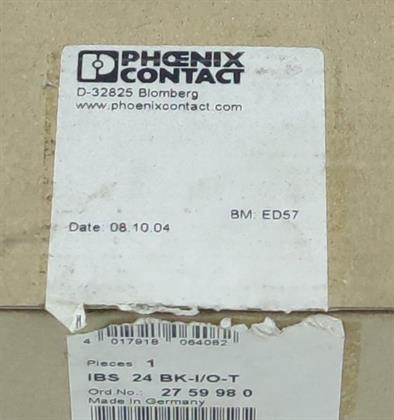 PHŒNIX
CONTACT
D-32825 Blomberg
www.phoenixcontact.com
BM: ED57
Date: 08.10.04
4 017918 064082
Pieces 1
IBS 24 BK-I/O-T
Ord No.: 27 59 98 0
Made in Germany